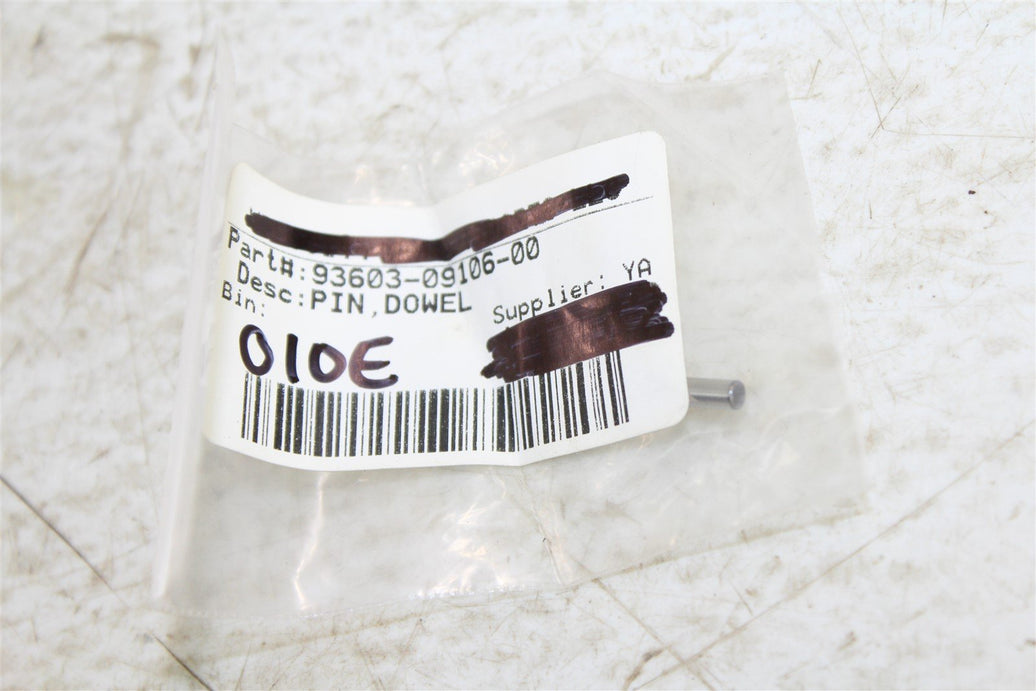 Part#:93603-09106-00
Desc:PIN,DOWEL
Bin:
Supplier: YA
010E